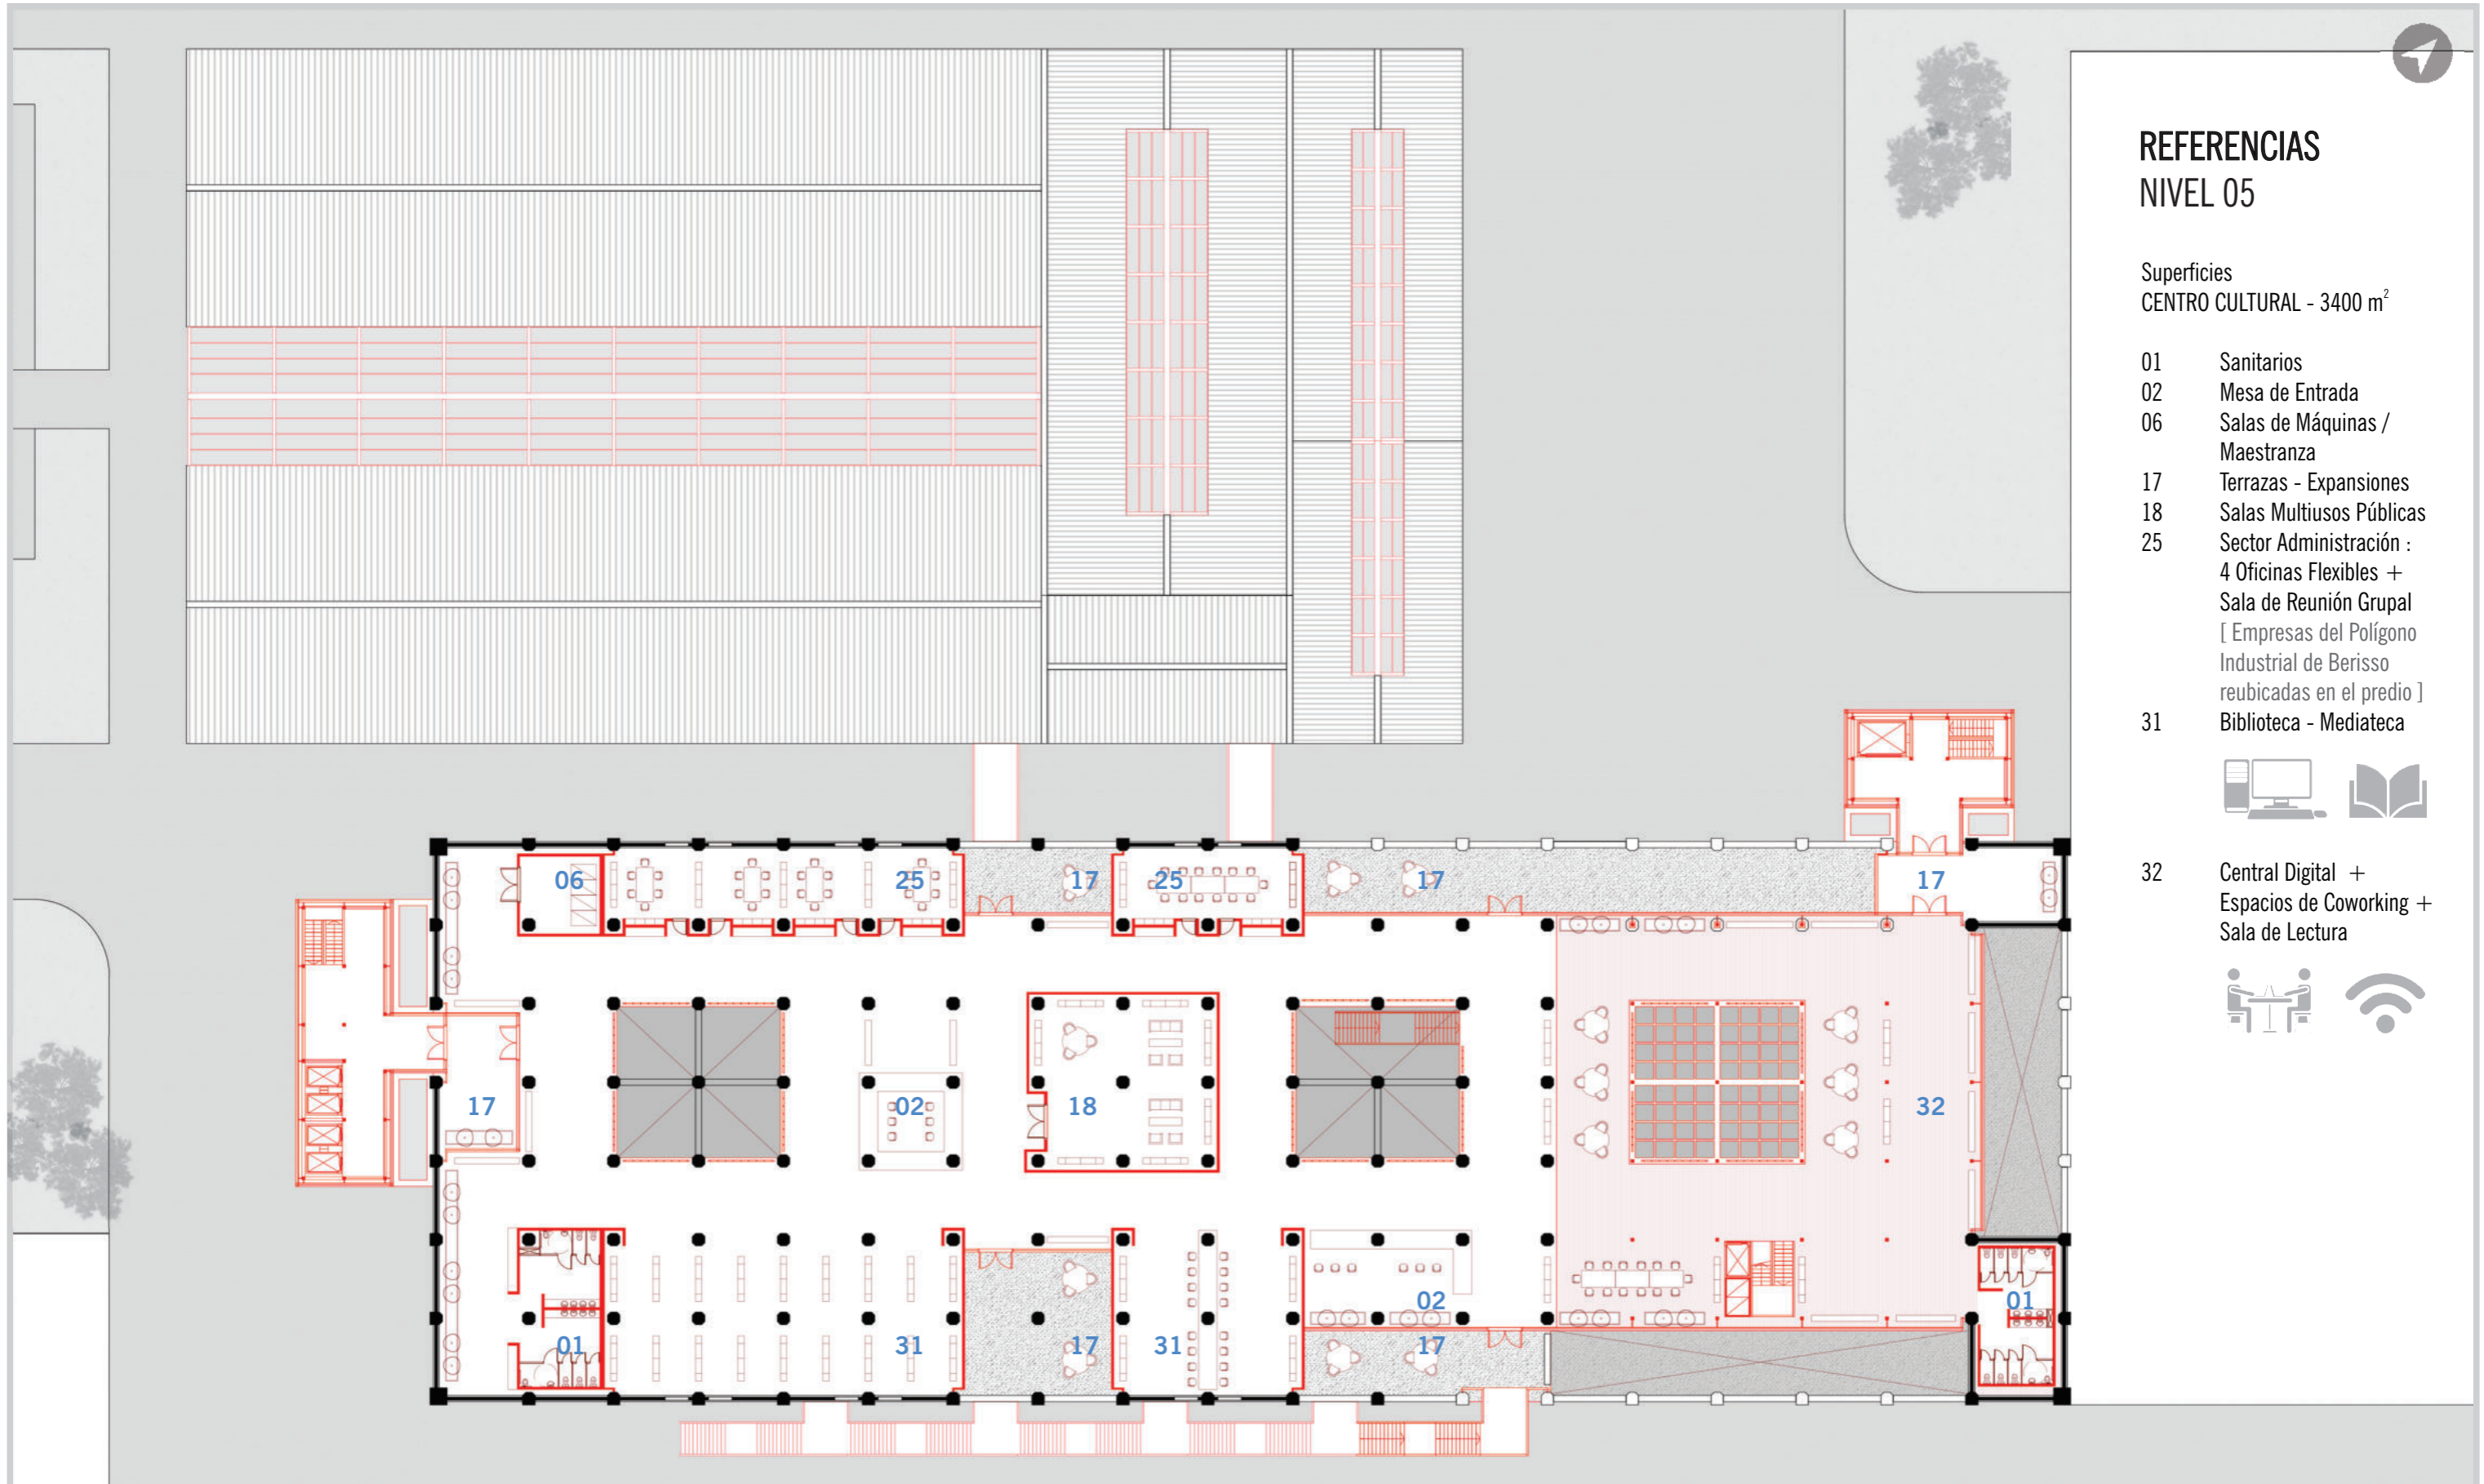 REFERENCIAS
NIVEL 05
Superficies
CENTRO CULTURAL - 3400 m²
01 Sanitarios
02 Mesa de Entrada
06 Salas de Máquinas /
Maestranza
17 Terrazas - Expansiones
18 Salas Multiusos Públicas
25 Sector Administración :
4 Oficinas Flexibles +
Sala de Reunión Grupal
[ Empresas del Polígono
Industrial de Berisso
reubicadas en el predio ]
31 Biblioteca - Mediateca
32 Central Digital +
Espacios de Coworking +
Sala de Lectura
06 25 17 25 17 17
17 02 18 32
02 01
01 31 17 31 17